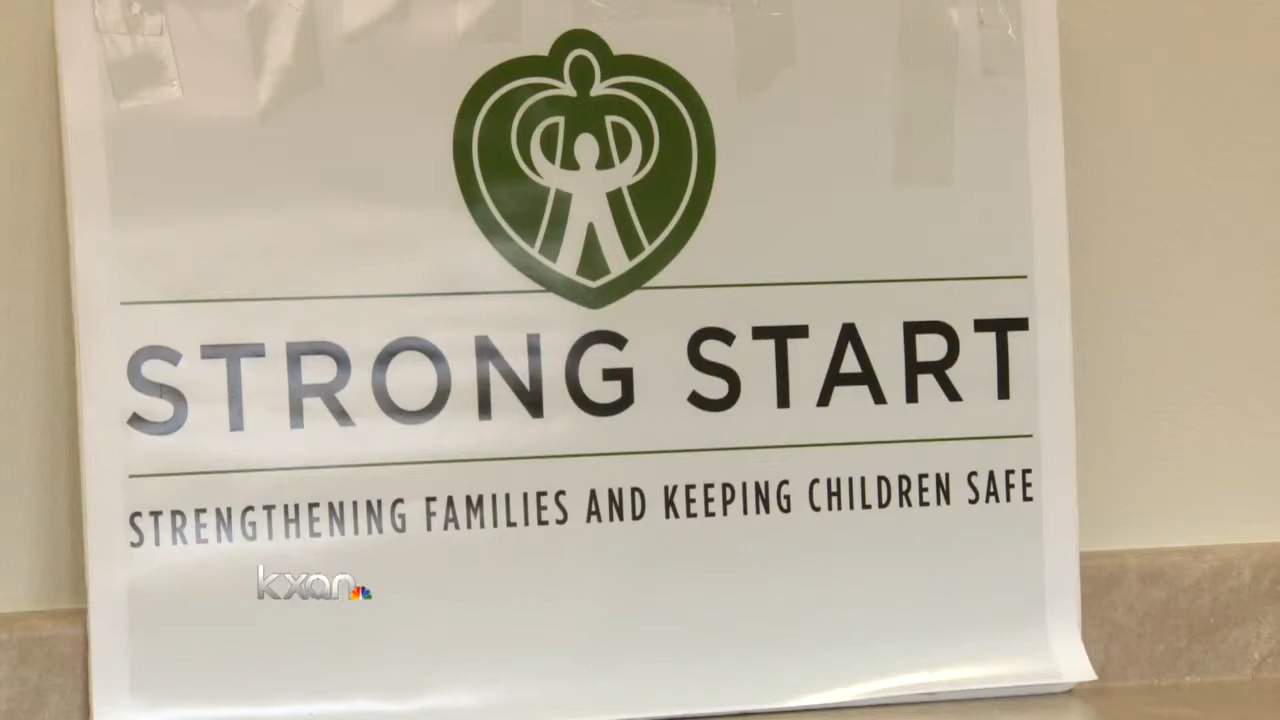 STRONG START
STRENGTHENING FAMILIES AND KEEPING CHILDREN SAFE
kxan